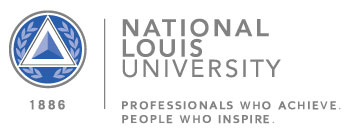 NATIONAL
LOUIS
UNIVERSITY
1886
PROFESSIONALS WHO ACHIEVE.
PEOPLE WHO INSPIRE.